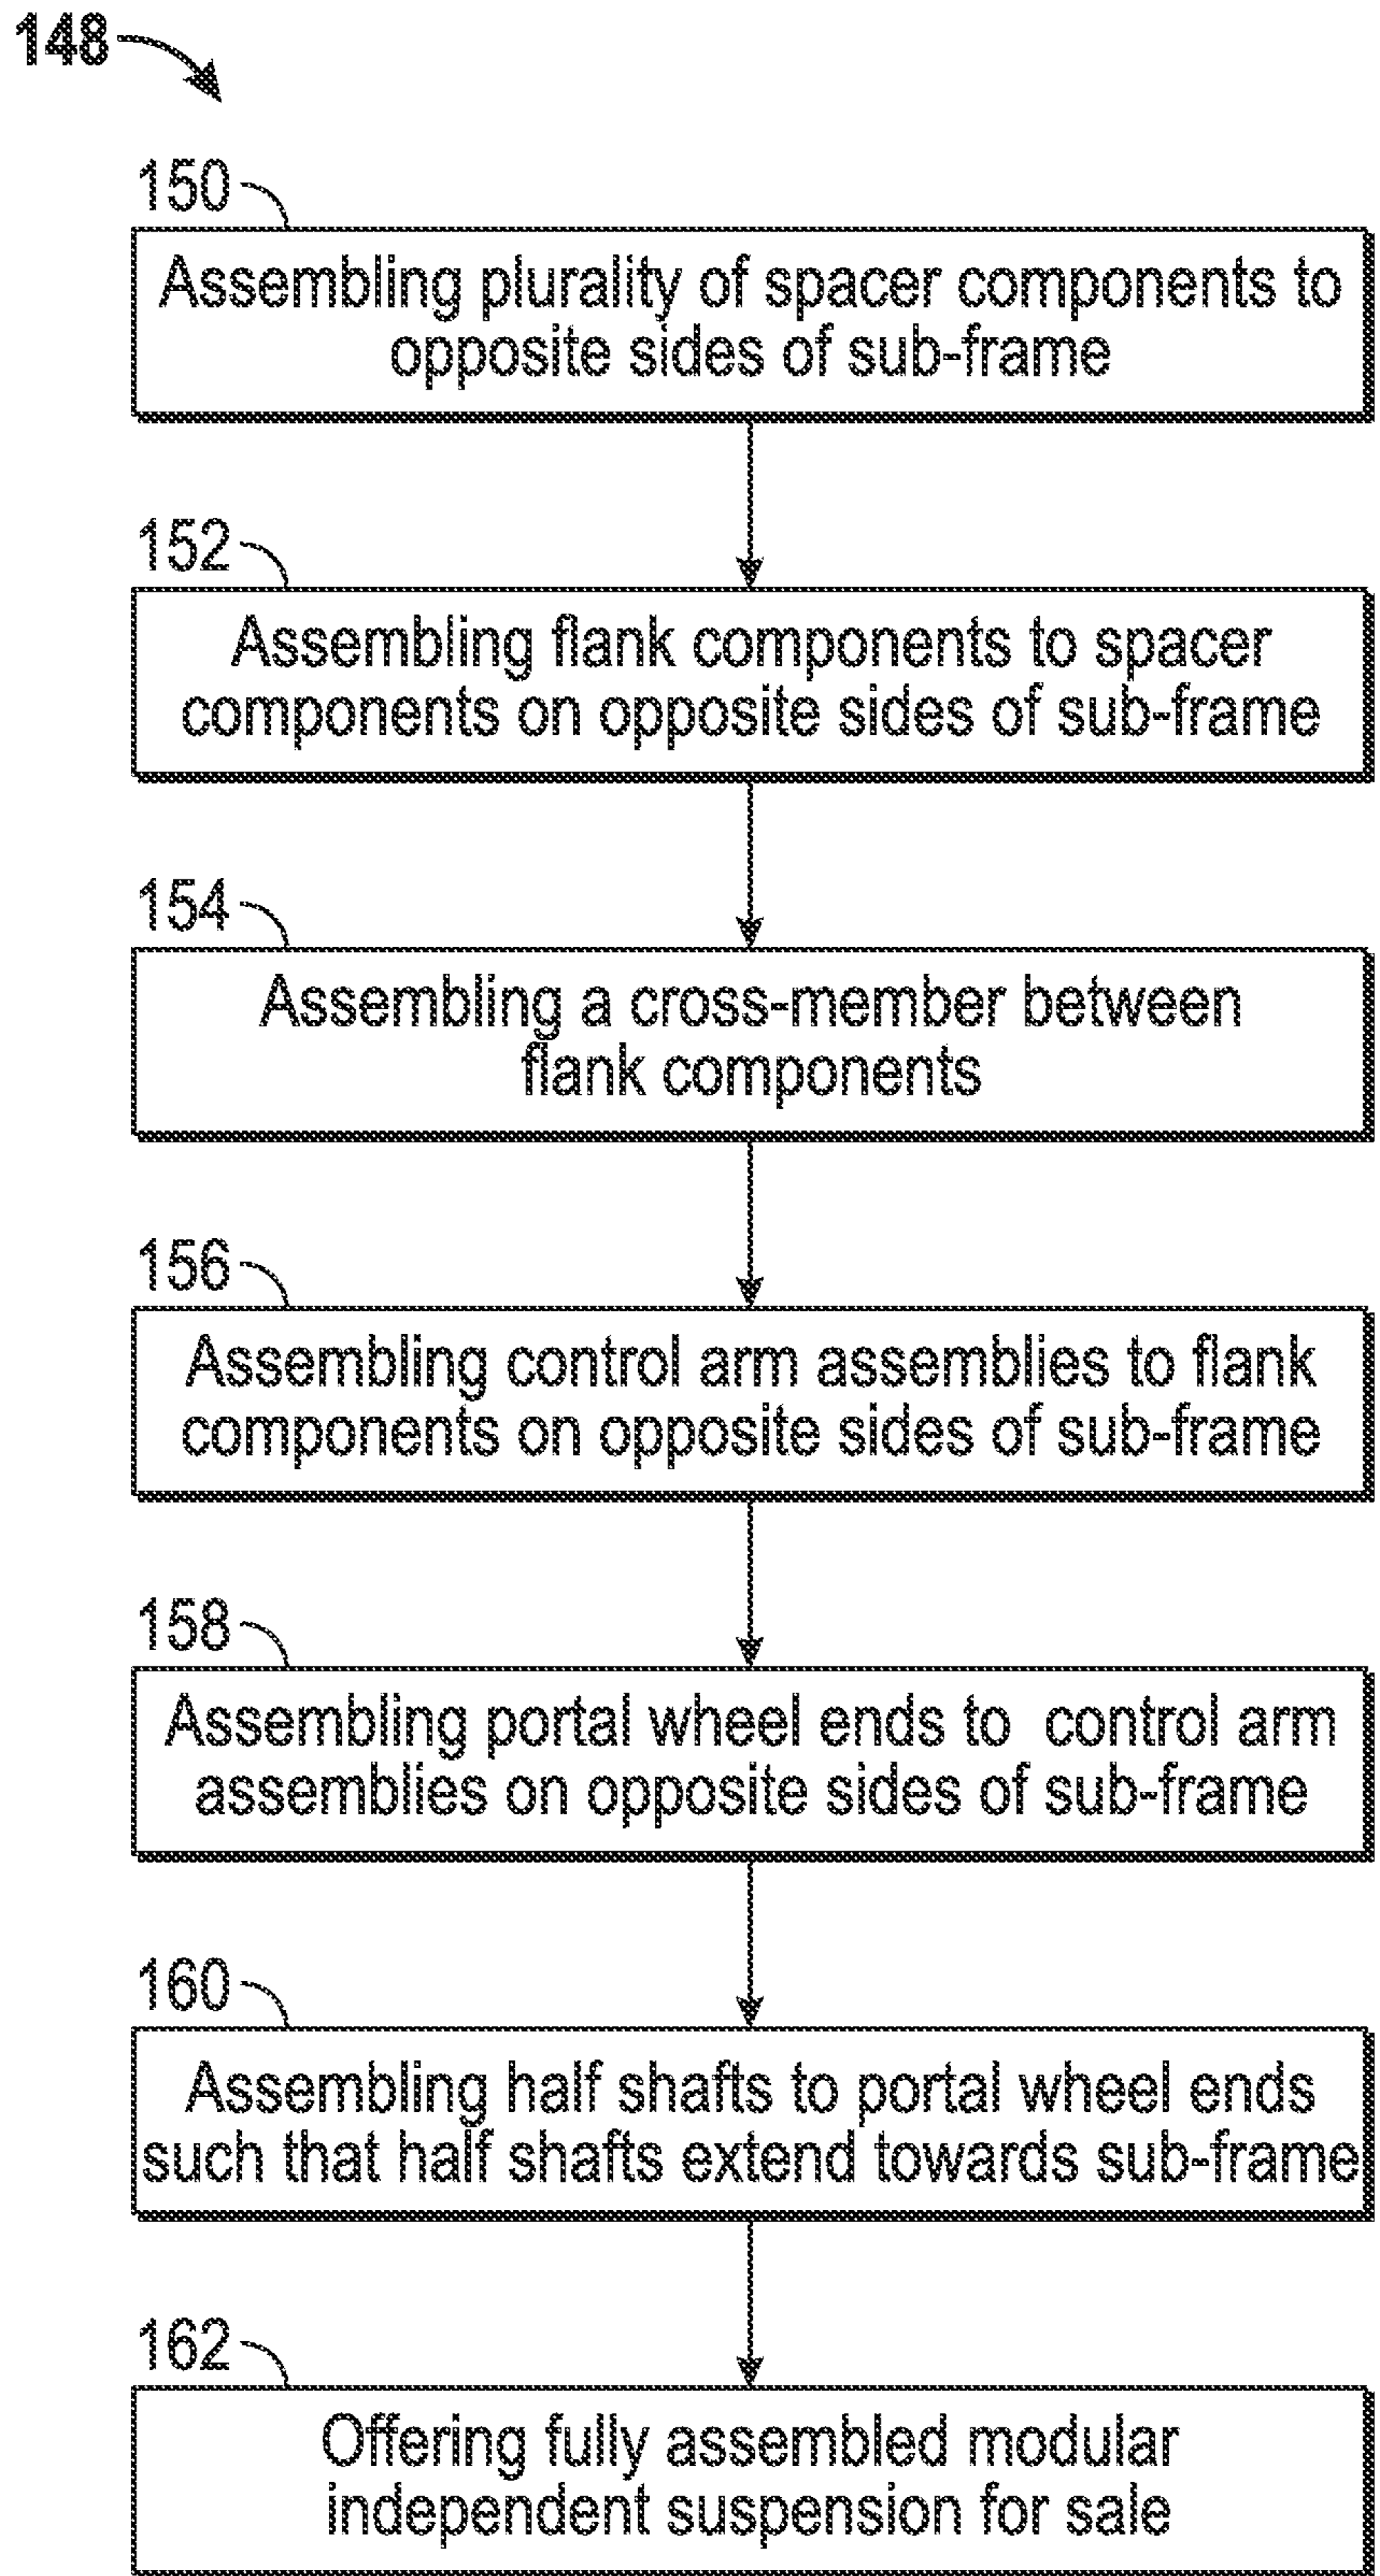 148
150
Assembling plurality of spacer components to
opposite sides of sub-frame
152
Assembling flank components to spacer
components on opposite sides of sub-frame
154
Assembling a cross-member between
flank components
156
Assembling control arm assemblies to flank
components on opposite sides of sub-frame
158
Assembling portal wheel ends to control arm
assemblies on opposite sides of sub-frame
160
Assembling half shafts to portal wheel ends
such that half shafts extend towards sub-frame
162
Offering fully assembled modular
independent suspension for sale